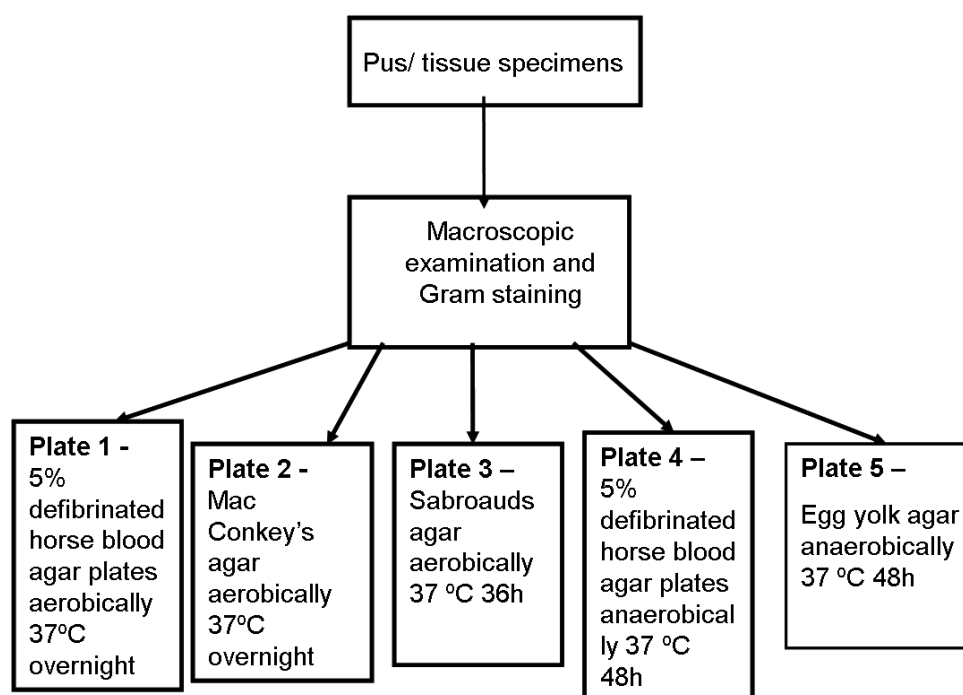 Pus/ tissue specimens
Macroscopic
examination and
Gram staining
Plate 1 -
5%
defibrinated
horse blood
agar plates
aerobically
37ºC
overnight
Plate 2 -
Mac
Conkey's
agar
aerobically
37ºC
overnight
Plate 3 –
Sabroauds
agar
aerobically
37 ºC 36h
Plate 4 –
5%
defibrinated
horse blood
agar plates
anaerobical
ly 37 ºC
48h
Plate 5 –
Egg yolk agar
anaerobically
37 ºC 48h